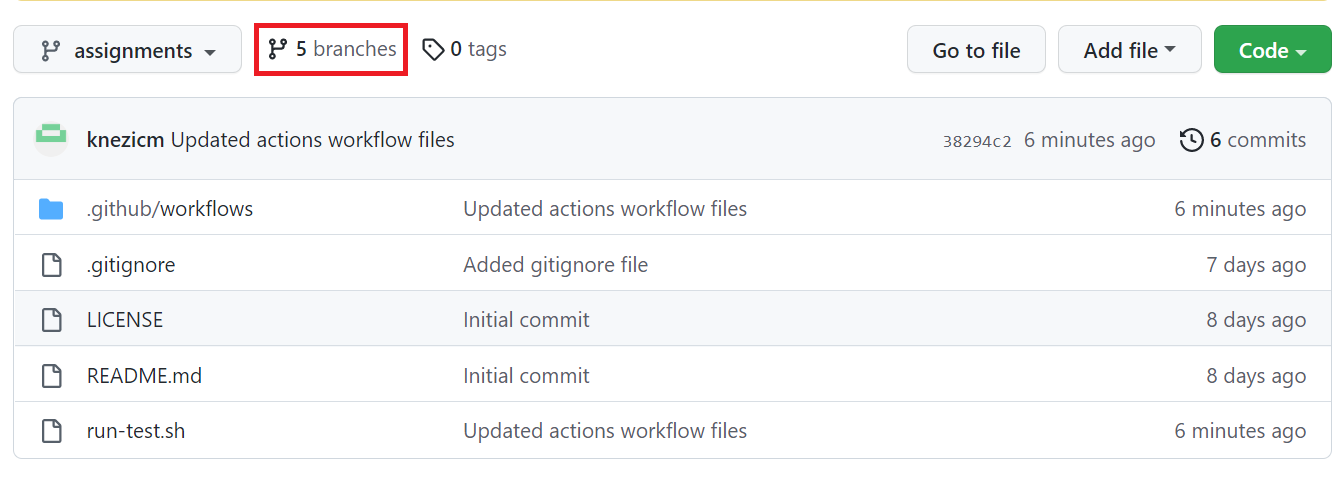 assignments 5 branches 0 tags Go to file Add file Code
knezicm Updated actions workflow files 38294c2 6 minutes ago 6 commits
.github/workflows Updated actions workflow files 6 minutes ago
.gitignore Added gitignore file 7 days ago
LICENSE Initial commit 8 days ago
README.md Initial commit 8 days ago
run-test.sh Updated actions workflow files 6 minutes ago